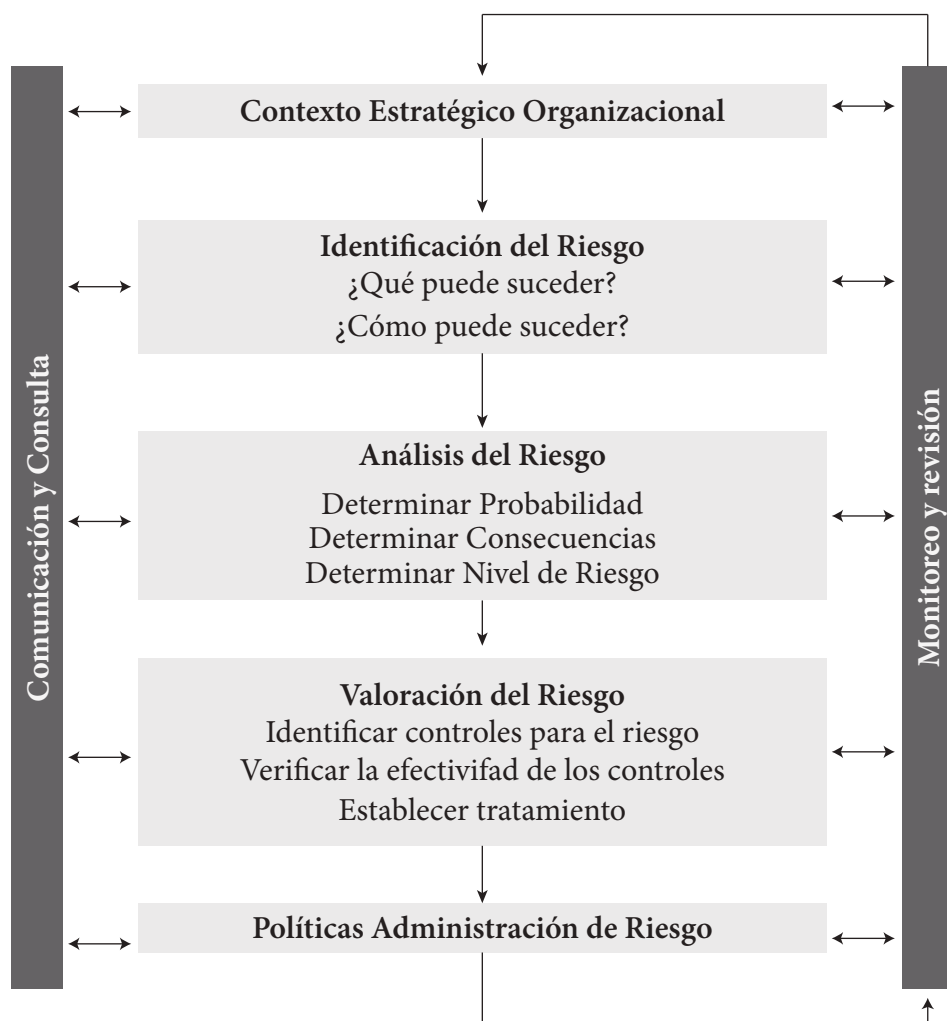 Contexto Estratégico Organizacional
Identificación del Riesgo
¿Qué puede suceder?
¿Cómo puede suceder?
Análisis del Riesgo
Determinar Probabilidad
Determinar Consecuencias
Determinar Nivel de Riesgo
Valoración del Riesgo
Identificar controles para el riesgo
Verificar la efectivifad de los controles
Establecer tratamiento
Políticas Administración de Riesgo
Comunicación y Consulta
Monitoreo y revisión